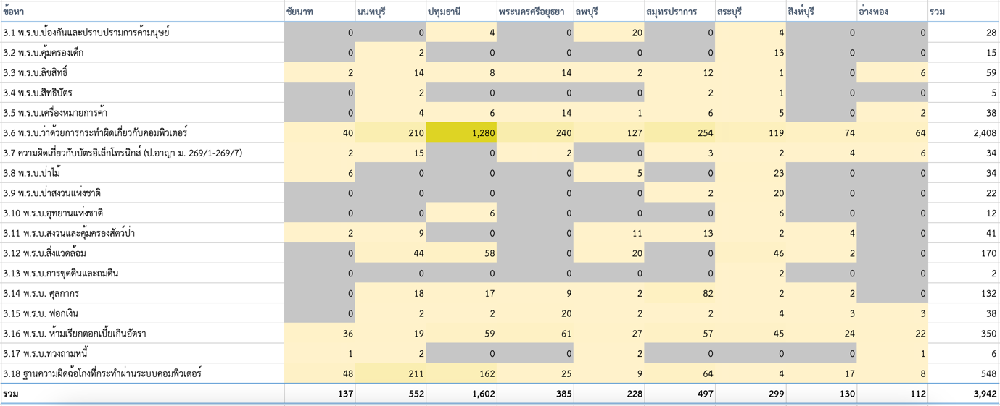 ข้อหา ชัยนาท นนทบุรี ปทุมธานี พระนครศรีอยุธยา ลพบุรี สมุทรปราการ สระบุรี สิงห์บุรี อ่างทอง รวม
3.1 พ.ร.บ.ป้องกันและปราบปรามการค้ามนุษย์ 0 0 4 0 20 0 4 0 0 28
3.2 พ.ร.บ.คุ้มครองเด็ก 0 2 0 0 0 0 13 0 0 15
3.3 พ.ร.บ.ลิขสิทธิ์ 2 14 8 14 2 12 1 0 6 59
3.4 พ.ร.บ.สิทธิบัตร 0 2 0 0 0 2 1 0 0 5
3.5 พ.ร.บ.เครื่องหมายการค้า 0 4 6 14 1 6 5 0 2 38
3.6 พ.ร.บ.ว่าด้วยการกระทำผิดเกี่ยวกับคอมพิวเตอร์ 40 210 1,280 240 127 254 119 74 64 2,408
3.7 ความผิดเกี่ยวกับบัตรอิเล็กโทรนิกส์ (ป.อาญา ม. 269/1-269/7) 2 15 0 2 0 3 2 4 6 34
3.8 พ.ร.บ.ป่าไม้ 6 0 0 0 5 0 23 0 0 34
3.9 พ.ร.บ.ป่าสงวนแห่งชาติ 0 0 0 0 0 2 20 0 0 22
3.10 พ.ร.บ.อุทยานแห่งชาติ 0 0 6 0 0 0 6 0 0 12
3.11 พ.ร.บ.สงวนและคุ้มครองสัตว์ป่า 2 9 0 0 11 13 2 4 0 41
3.12 พ.ร.บ.สิ่งแวดล้อม 0 44 58 0 20 0 46 2 0 170
3.13 พ.ร.บ.การขุดดินและถมดิน 0 0 0 0 0 0 2 0 0 2
3.14 พ.ร.บ. ศุลกากร 0 18 17 9 2 82 2 2 0 132
3.15 พ.ร.บ. ฟอกเงิน 0 2 2 20 2 2 4 3 3 38
3.16 พ.ร.บ. ห้ามเรียกดอกเบี้ยเกินอัตรา 36 19 59 61 27 57 45 24 22 350
3.17 พ.ร.บ.ทวงถามหนี้ 1 2 0 0 2 0 0 0 1 6
3.18 ฐานความผิดฉ้อโกงที่กระทำผ่านระบบคอมพิวเตอร์ 48 211 162 25 9 64 4 17 8 548
รวม 137 552 1,602 385 228 497 299 130 112 3,942